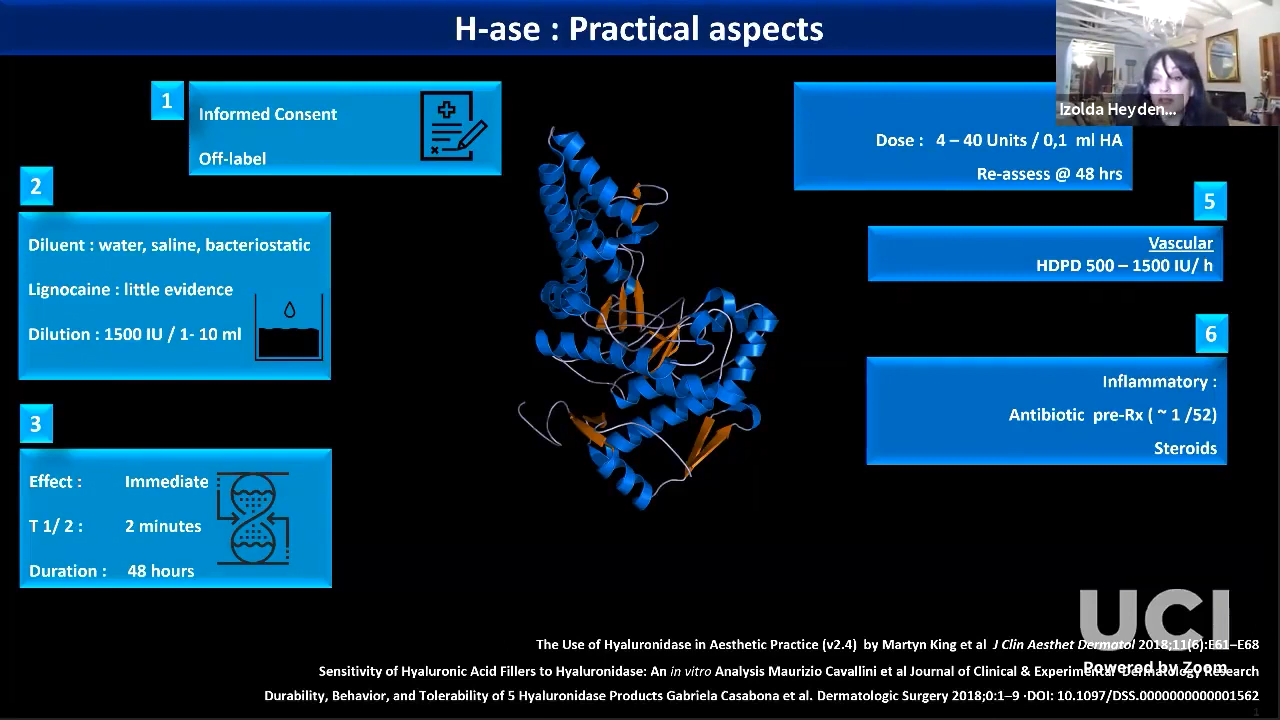 H-ase : Practical aspects
Izolda Heyden...
1
Informed Consent
Off-label
2
Diluent : water, saline, bacteriostatic
Lignocaine : little evidence
Dilution : 1500 IU / 1- 10 ml
3
Effect : Immediate
T 1/ 2 : 2 minutes
Duration : 48 hours
Dose : 4 – 40 Units / 0,1 ml HA
Re-assess @ 48 hrs
5
Vascular
HDPD 500 – 1500 IU/ h
6
Inflammatory :
Antibiotic pre-Rx ( ~ 1 /52)
Steroids
UCI
Powered by Zoom
The Use of Hyaluronidase in Aesthetic Practice (v2.4) by Martyn King et al J Clin Aesthet Dermatol 2018;11(6):E61–E68
Sensitivity of Hyaluronic Acid Fillers to Hyaluronidase: An in vitro Analysis Maurizio Cavallini et al Journal of Clinical & Experimental Dermatology Research
Durability, Behavior, and Tolerability of 5 Hyaluronidase Products Gabriela Casabona et al. Dermatologic Surgery 2018;0:1–9 ·DOI: 10.1097/DSS.0000000000001562
1